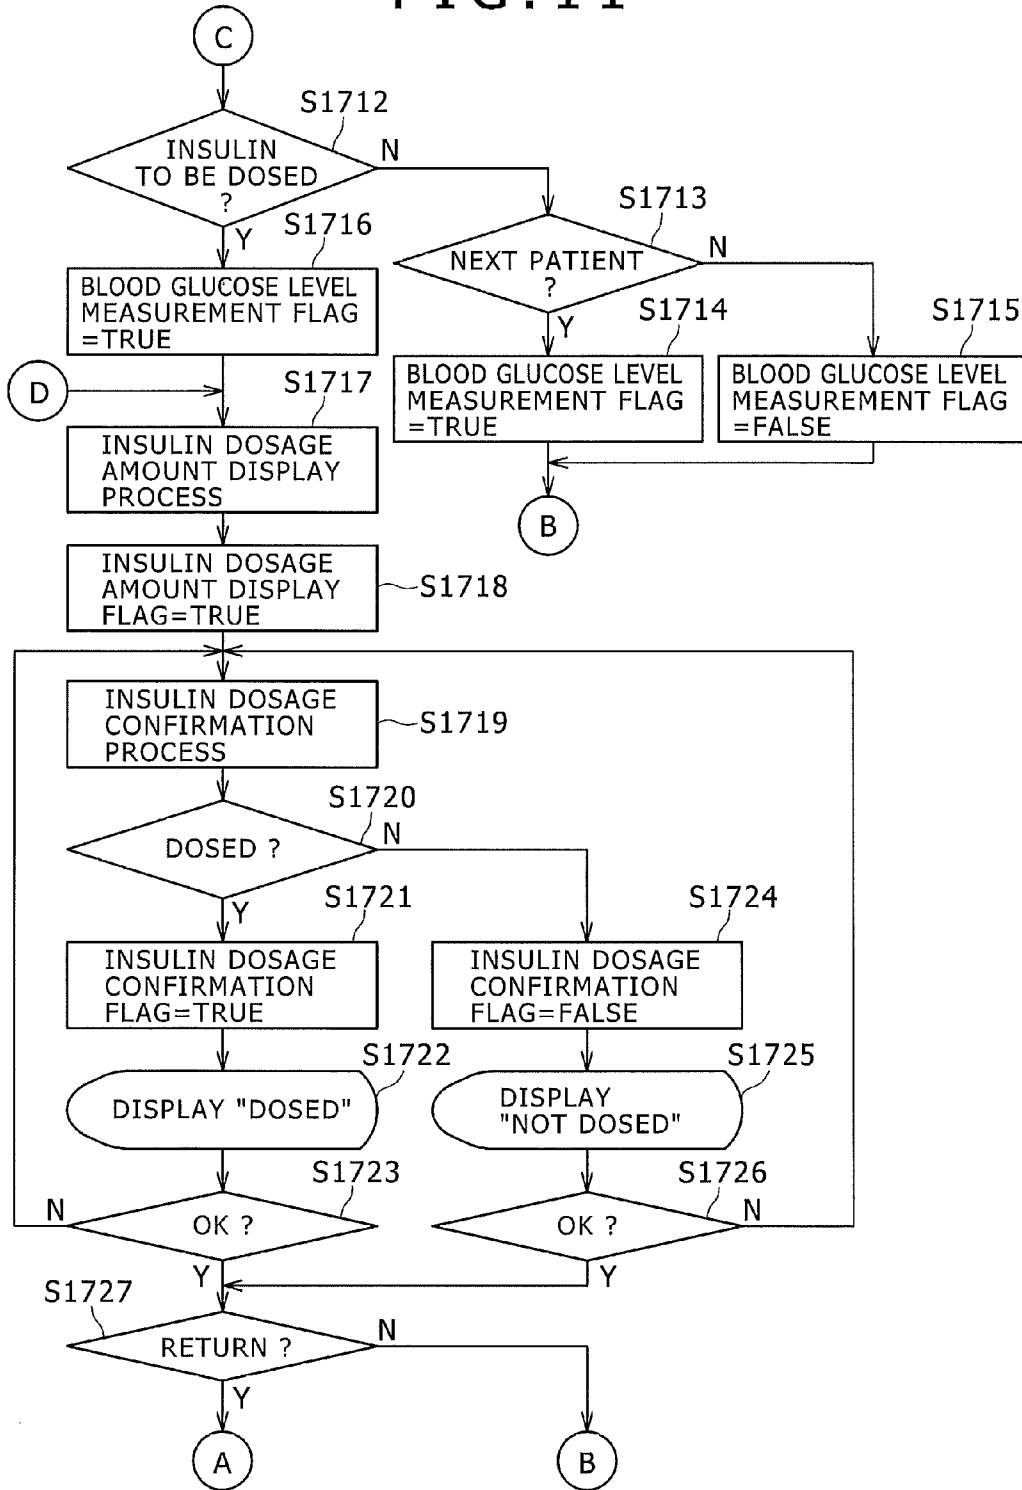 FIG.11
C
S1712
INSULIN
TO BE DOSED
?
N
Y
S1716
BLOOD GLUCOSE LEVEL
MEASUREMENT FLAG
=TRUE
S1713
NEXT PATIENT
?
N
Y
S1714
BLOOD GLUCOSE LEVEL
MEASUREMENT FLAG
=TRUE
S1715
BLOOD GLUCOSE LEVEL
MEASUREMENT FLAG
=FALSE
B
D
S1717
INSULIN DOSAGE
AMOUNT DISPLAY
PROCESS
INSULIN DOSAGE
AMOUNT DISPLAY
FLAG=TRUE
S1718
INSULIN DOSAGE
CONFIRMATION
PROCESS
S1719
S1720
DOSED ?
N
Y
S1721
INSULIN DOSAGE
CONFIRMATION
FLAG=TRUE
S1724
INSULIN DOSAGE
CONFIRMATION
FLAG=FALSE
S1722
DISPLAY "DOSED"
S1725
DISPLAY
"NOT DOSED"
S1723
N
OK ?
Y
S1726
OK ?
N
Y
S1727
RETURN ?
N
Y
A
B